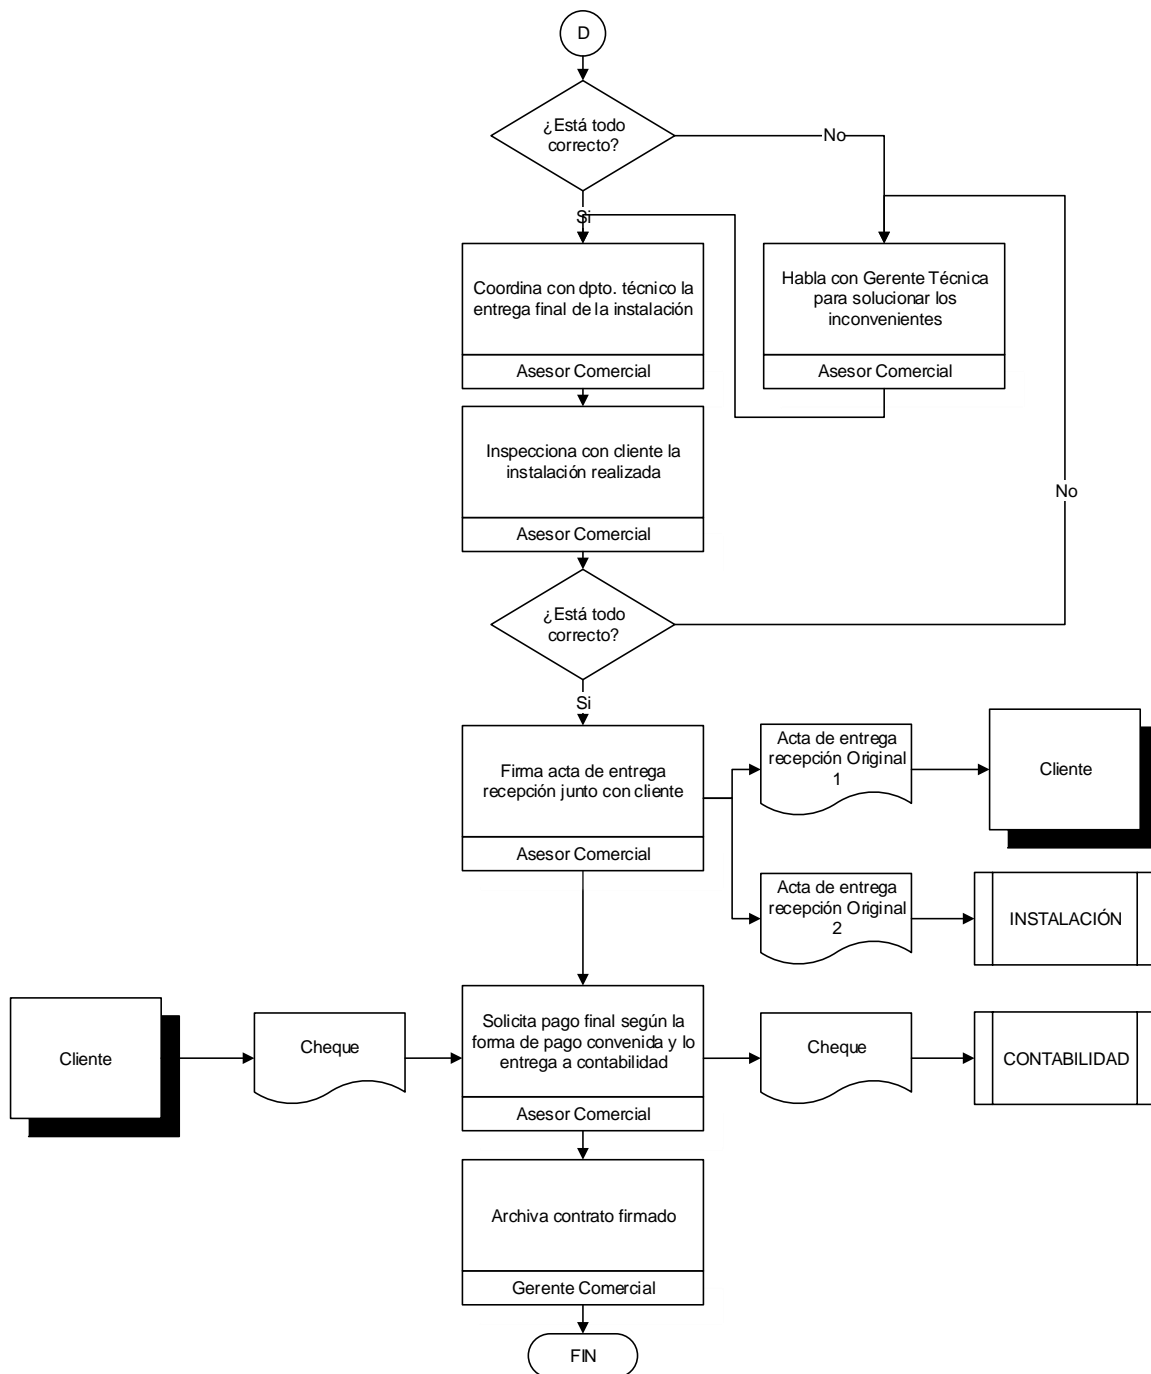 D
¿Está todo
correcto?
No
Si
Coordina con dpto. técnico la
entrega final de la instalación
Asesor Comercial
Habla con Gerente Técnica
para solucionar los
inconvenientes
Asesor Comercial
Inspecciona con cliente la
instalación realizada
Asesor Comercial
No
¿Está todo
correcto?
Si
Firma acta de entrega
recepción junto con cliente
Asesor Comercial
Acta de entrega
recepción Original
1
Cliente
Acta de entrega
recepción Original
2
INSTALACIÓN
Cliente
Cheque
Solicita pago final según la
forma de pago convenida y lo
entrega a contabilidad
Asesor Comercial
Cheque
CONTABILIDAD
Archiva contrato firmado
Gerente Comercial
FIN